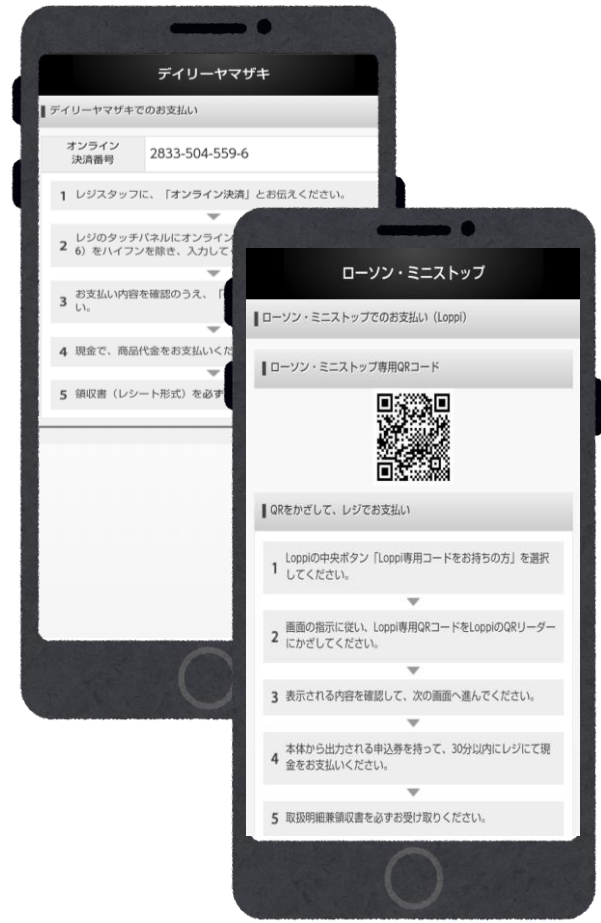 デイリーヤマザキ
デイリーヤマザキでのお支払い
オンライン
決済番号
2833-504-559-6
1 レジスタッフに、「オンライン決済」とお伝えください。
2 レジのタッチパネルにオンライン
6）をハイフンを除き、入力して
3 お支払い内容を確認のうえ、「
い。
4 現金で、商品代金をお支払いくだ
5 領収書（レシート形式）を必ず
ローソン・ミニストップ
ローソン・ミニストップでのお支払い（Loppi）
ローソン・ミニストップ専用QRコード
QRをかざして、レジでお支払い
1 Loppiの中央ボタン「Loppi専用コードをお持ちの方」を選択
してください。
2 画面の指示に従い、Loppi専用QRコードをLoppiのQRリーダー
にかざしてください。
3 表示される内容を確認して、次の画面へ進んでください。
4 本体から出力される申込券を持って、30分以内にレジにて現
金をお支払いください。
5 取扱明細兼領収書を必ずお受け取りください。